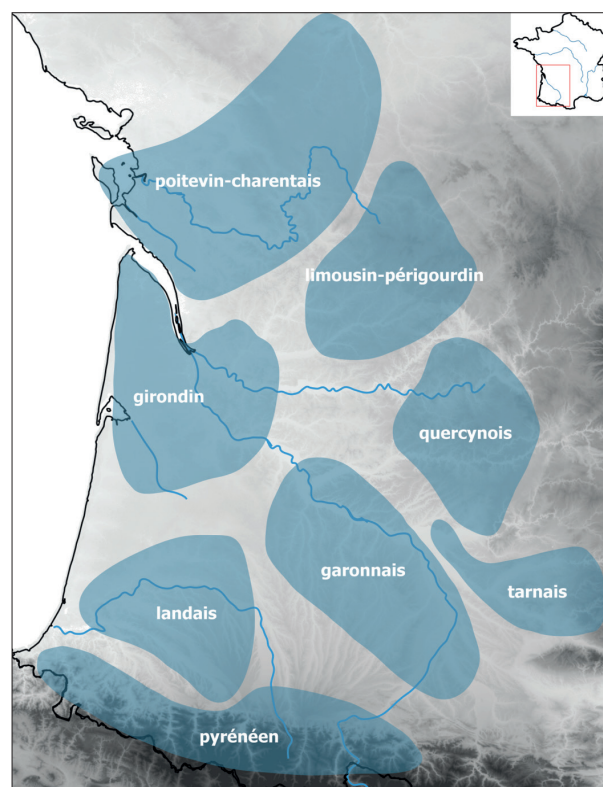 poitevin-charentais
limousin-périgourdin
girondin
quercynois
garonnais
tarnais
landais
pyrénéen